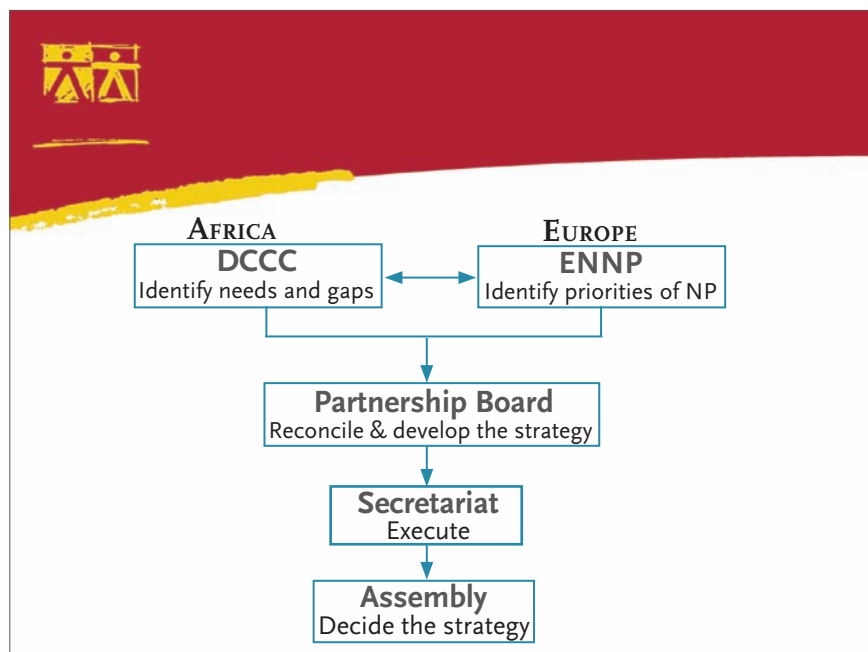 AFRICA
DCCC
Identify needs and gaps
EUROPE
ENNP
Identify priorities of NP
Partnership Board
Reconcile & develop the strategy
Secretariat
Execute
Assembly
Decide the strategy